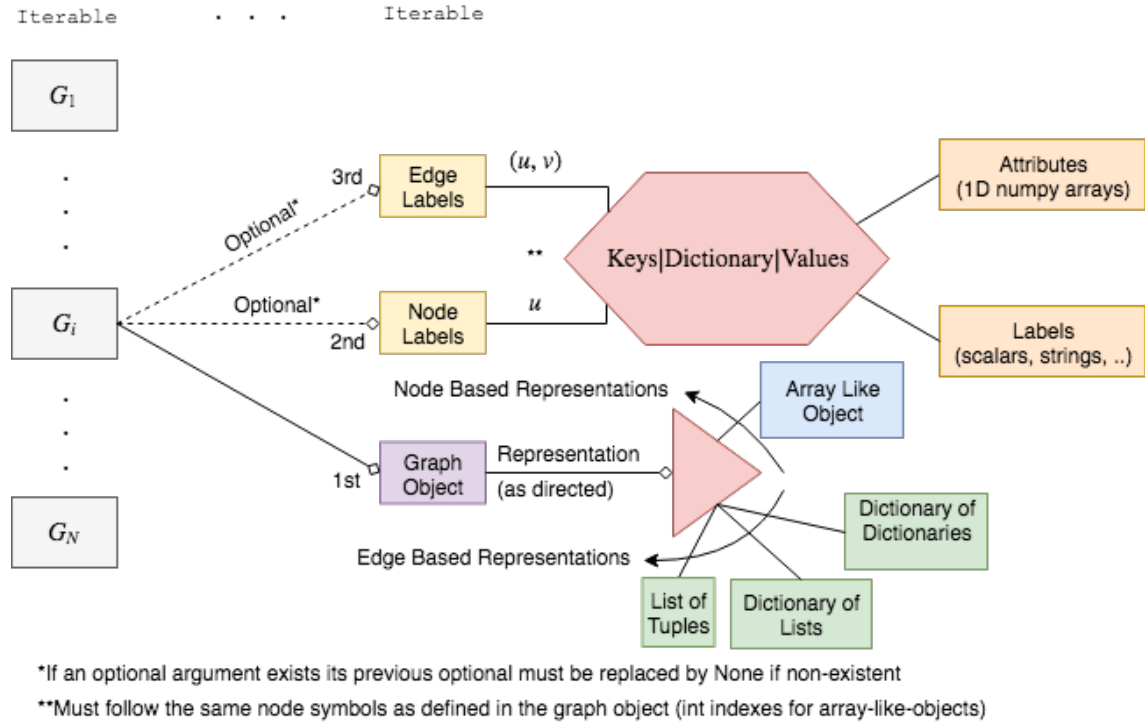 Iterable . . . Iterable
G₁
.
.
.
3rd
Edge
Labels
(u, v)
Attributes
(1D numpy arrays)
Optional*
**
Keys|Dictionary|Values
Gᵢ
Optional*
2nd
Node
Labels
u
Labels
(scalars, strings, ..)
.
.
.
Node Based Representations
Array Like
Object
1st
Graph
Object
Representation
(as directed)
G_N
Edge Based Representations
Dictionary of
Dictionaries
List of
Tuples
Dictionary of
Lists
*If an optional argument exists its previous optional must be replaced by None if non-existent
**Must follow the same node symbols as defined in the graph object (int indexes for array-like-objects)